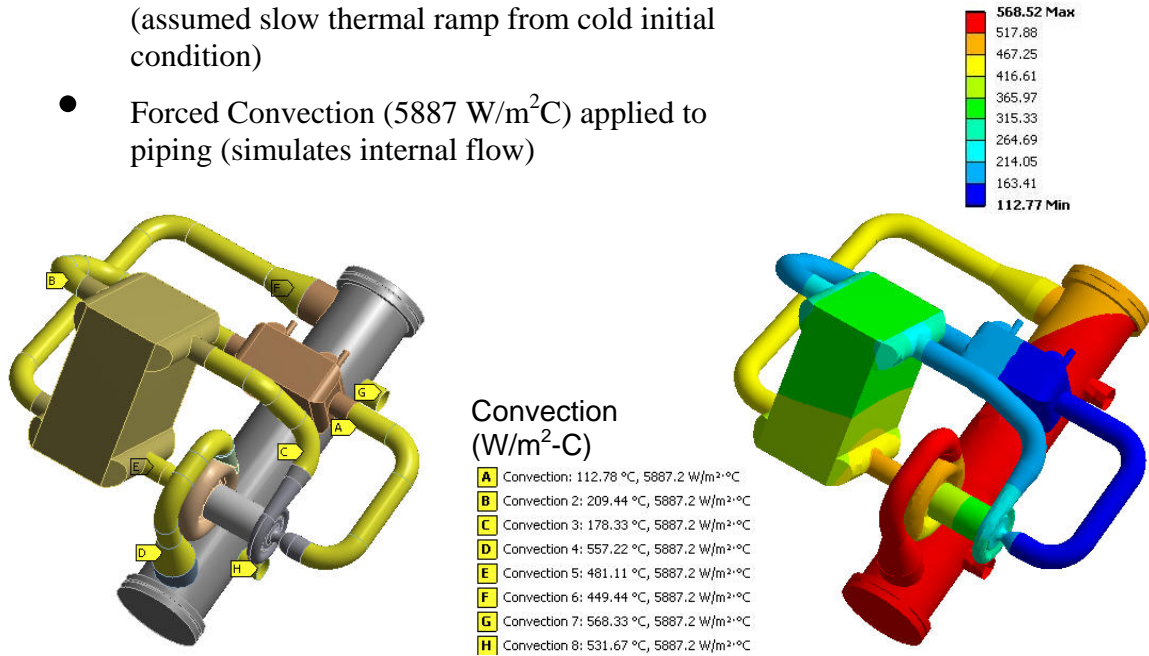 (assumed slow thermal ramp from cold initial
condition)
• Forced Convection (5887 W/m²C) applied to
piping (simulates internal flow)
568.52 Max
517.88
467.25
416.61
365.97
315.33
264.69
214.05
163.41
112.77 Min
B
F
G
A
C
E
D
H
Convection
(W/m²-C)
A Convection: 112.78 °C, 5887.2 W/m²·°C
B Convection 2: 209.44 °C, 5887.2 W/m²·°C
C Convection 3: 178.33 °C, 5887.2 W/m²·°C
D Convection 4: 557.22 °C, 5887.2 W/m²·°C
E Convection 5: 481.11 °C, 5887.2 W/m²·°C
F Convection 6: 449.44 °C, 5887.2 W/m²·°C
G Convection 7: 568.33 °C, 5887.2 W/m²·°C
H Convection 8: 531.67 °C, 5887.2 W/m²·°C